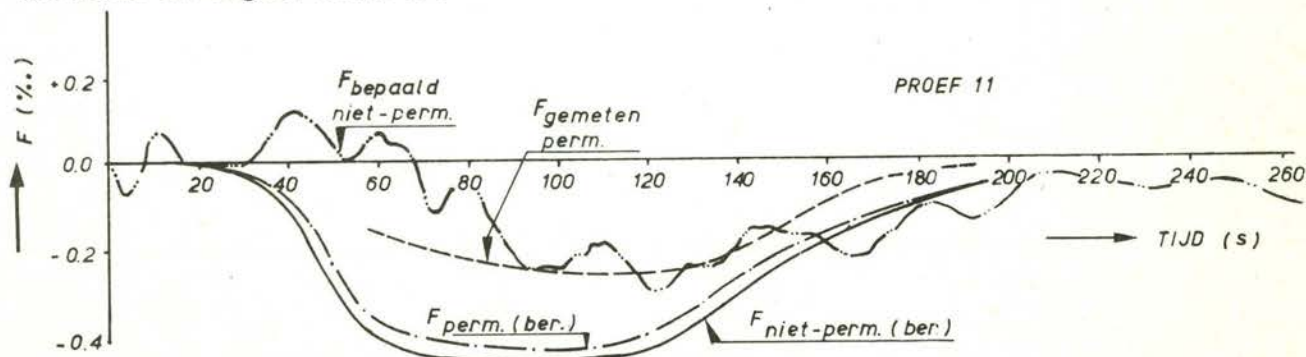 F (‰)
+0.2
0.0
-0.2
-0.4
F bepaald
niet-perm.
F gemeten
perm.
PROEF 11
20 40 60 80 100 120 140 160 180 200 220 240 260
TIJD (s)
F perm. (ber.)
F niet-perm. (ber.)